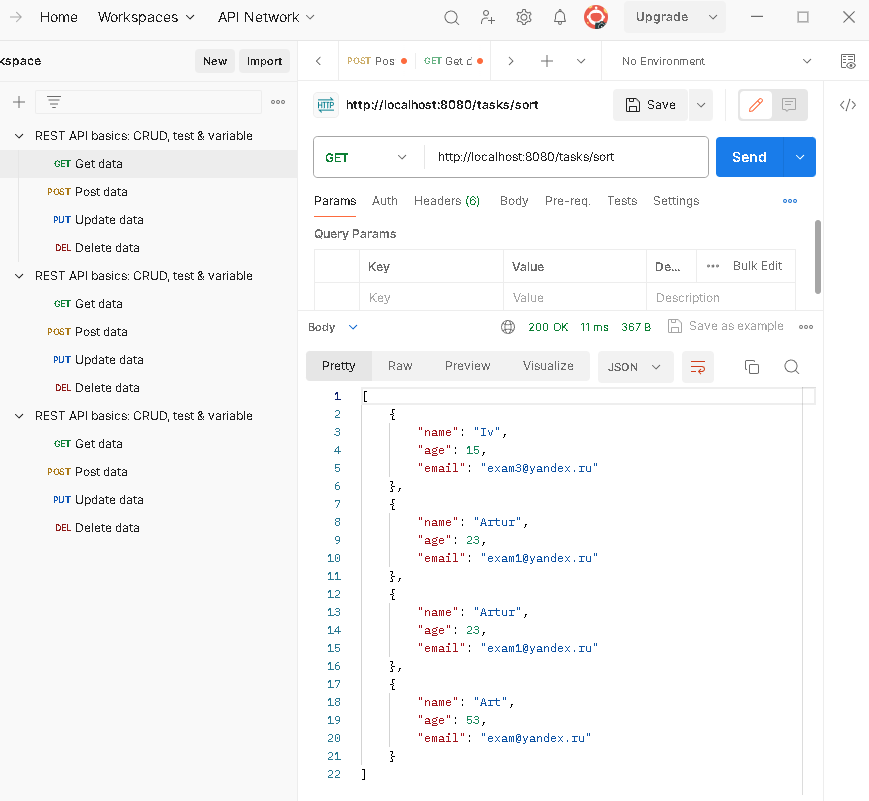 Home Workspaces API Network Upgrade
kspace New Import POST Pos GET Get d No Environment
HTTP http://localhost:8080/tasks/sort Save
REST API basics: CRUD, test & variable
GET Get data
POST Post data
PUT Update data
DEL Delete data
REST API basics: CRUD, test & variable
GET Get data
POST Post data
PUT Update data
DEL Delete data
REST API basics: CRUD, test & variable
GET Get data
POST Post data
PUT Update data
DEL Delete data
GET http://localhost:8080/tasks/sort Send
Params Auth Headers (6) Body Pre-req. Tests Settings
Query Params
Key Value De... Bulk Edit
Key Value Description
Body 200 OK 11 ms 367 B Save as example
Pretty Raw Preview Visualize JSON
1 [
2 {
3 "name": "Iv",
4 "age": 15,
5 "email": "exam3@yandex.ru"
6 },
7 {
8 "name": "Artur",
9 "age": 23,
10 "email": "exam1@yandex.ru"
11 },
12 {
13 "name": "Artur",
14 "age": 23,
15 "email": "exam1@yandex.ru"
16 },
17 {
18 "name": "Art",
19 "age": 53,
20 "email": "exam@yandex.ru"
21 }
22 ]